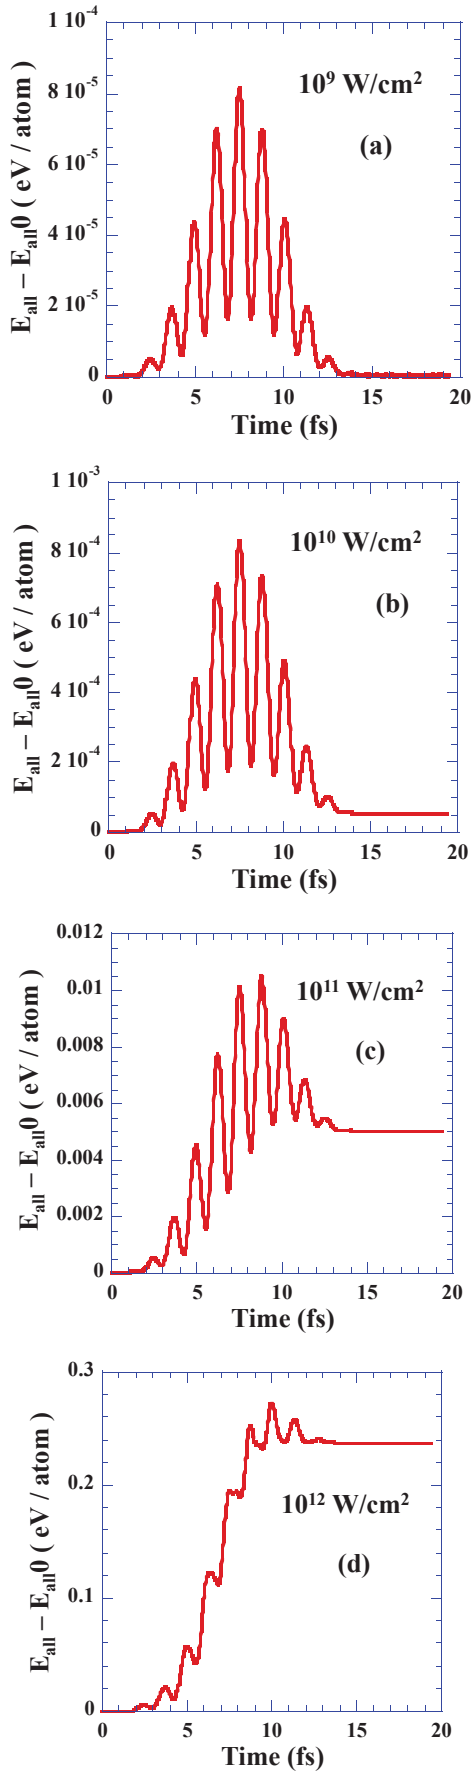 1 10⁻⁴
8 10⁻⁵
6 10⁻⁵
4 10⁻⁵
2 10⁻⁵
0
E_all – E_all0 ( eV / atom )
10⁹ W/cm²
(a)
0 5 10 15 20
Time (fs)
1 10⁻³
8 10⁻⁴
6 10⁻⁴
4 10⁻⁴
2 10⁻⁴
0
E_all – E_all0 ( eV / atom )
10¹⁰ W/cm²
(b)
0 5 10 15 20
Time (fs)
0.012
0.01
0.008
0.006
0.004
0.002
0
E_all – E_all0 ( eV / atom )
10¹¹ W/cm²
(c)
0 5 10 15 20
Time (fs)
0.3
0.2
0.1
0
E_all – E_all0 ( eV / atom )
10¹² W/cm²
(d)
0 5 10 15 20
Time (fs)